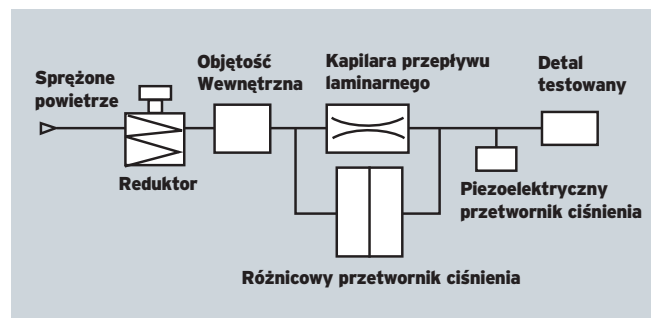 Sprężone
powietrze
Reduktor
Objętość
Wewnętrzna
Kapilara przepływu
laminarnego
Różnicowy przetwornik ciśnienia
Detal
testowany
Piezoelektryczny
przetwornik ciśnienia